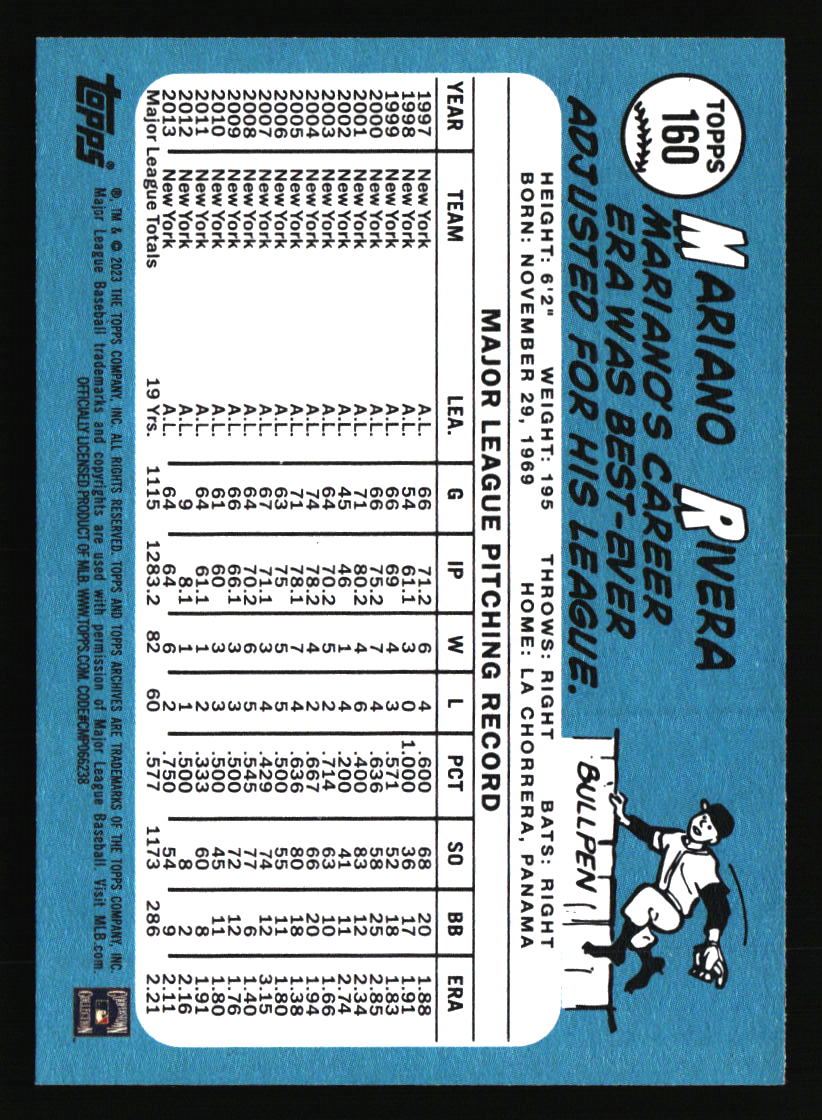 TOPPS
160
MARIANO RIVERA
MARIANO'S CAREER
ERA WAS BEST-EVER
ADJUSTED FOR HIS LEAGUE.
BULLPEN
HEIGHT: 6'2" WEIGHT: 195 THROWS: RIGHT BATS: RIGHT
BORN: NOVEMBER 29, 1969 HOME: LA CHORRERA, PANAMA
MAJOR LEAGUE PITCHING RECORD
YEAR TEAM LEA. G IP W L PCT SO BB ERA
1997 New York A.L. 66 71.2 6 4 .600 68 20 1.88
1998 New York A.L. 54 61.1 3 0 1.000 36 17 1.91
1999 New York A.L. 66 69 4 3 .571 52 18 1.83
2000 New York A.L. 66 75.2 7 4 .636 58 25 2.85
2001 New York A.L. 71 80.2 4 6 .400 83 12 2.34
2002 New York A.L. 45 46 1 4 .200 41 11 2.74
2003 New York A.L. 64 70.2 5 2 .714 63 10 1.66
2004 New York A.L. 74 78.2 4 2 .667 66 20 1.94
2005 New York A.L. 71 78.1 7 4 .636 80 18 1.38
2006 New York A.L. 63 75 5 5 .500 55 11 1.80
2007 New York A.L. 67 71.1 3 4 .429 74 12 3.15
2008 New York A.L. 64 70.2 6 5 .545 77 6 1.40
2009 New York A.L. 66 66.1 3 3 .500 72 12 1.76
2010 New York A.L. 61 60 3 3 .500 45 11 1.80
2011 New York A.L. 64 61.1 1 2 .333 60 8 1.91
2012 New York A.L. 9 8.1 1 1 .500 8 2 2.16
2013 New York A.L. 64 64 6 2 .750 54 9 2.11
Major League Totals 19 Yrs. 1115 1283.2 82 60 .577 1173 286 2.21
topps®
®, TM & © 2023 THE TOPPS COMPANY, INC. ALL RIGHTS RESERVED. TOPPS AND TOPPS ARCHIVES ARE TRADEMARKS OF THE TOPPS COMPANY, INC.
Major League Baseball trademarks and copyrights are used with permission of Major League Baseball. Visit MLB.com.
OFFICIALLY LICENSED PRODUCT OF MLB. WWW.TOPPS.COM. CODE#CMP066238
COOPERSTOWN
COLLECTION